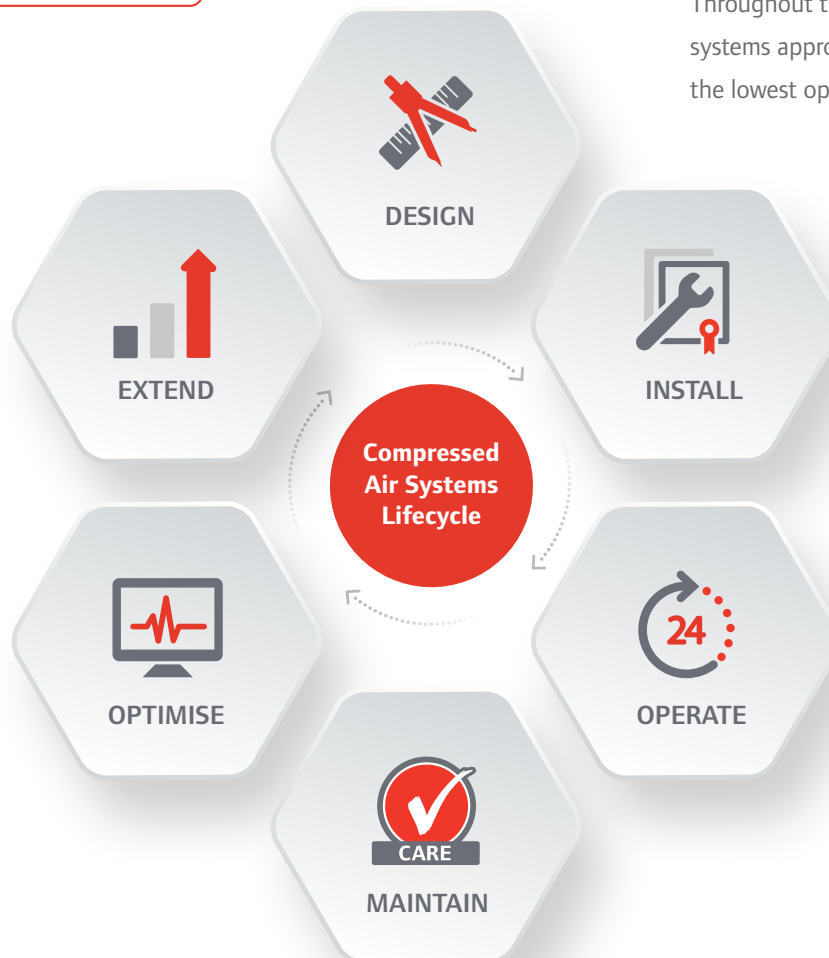 Throughout t
systems appro
the lowest op
DESIGN
EXTEND
INSTALL
Compressed
Air Systems
Lifecycle
24
OPTIMISE
OPERATE
CARE
MAINTAIN